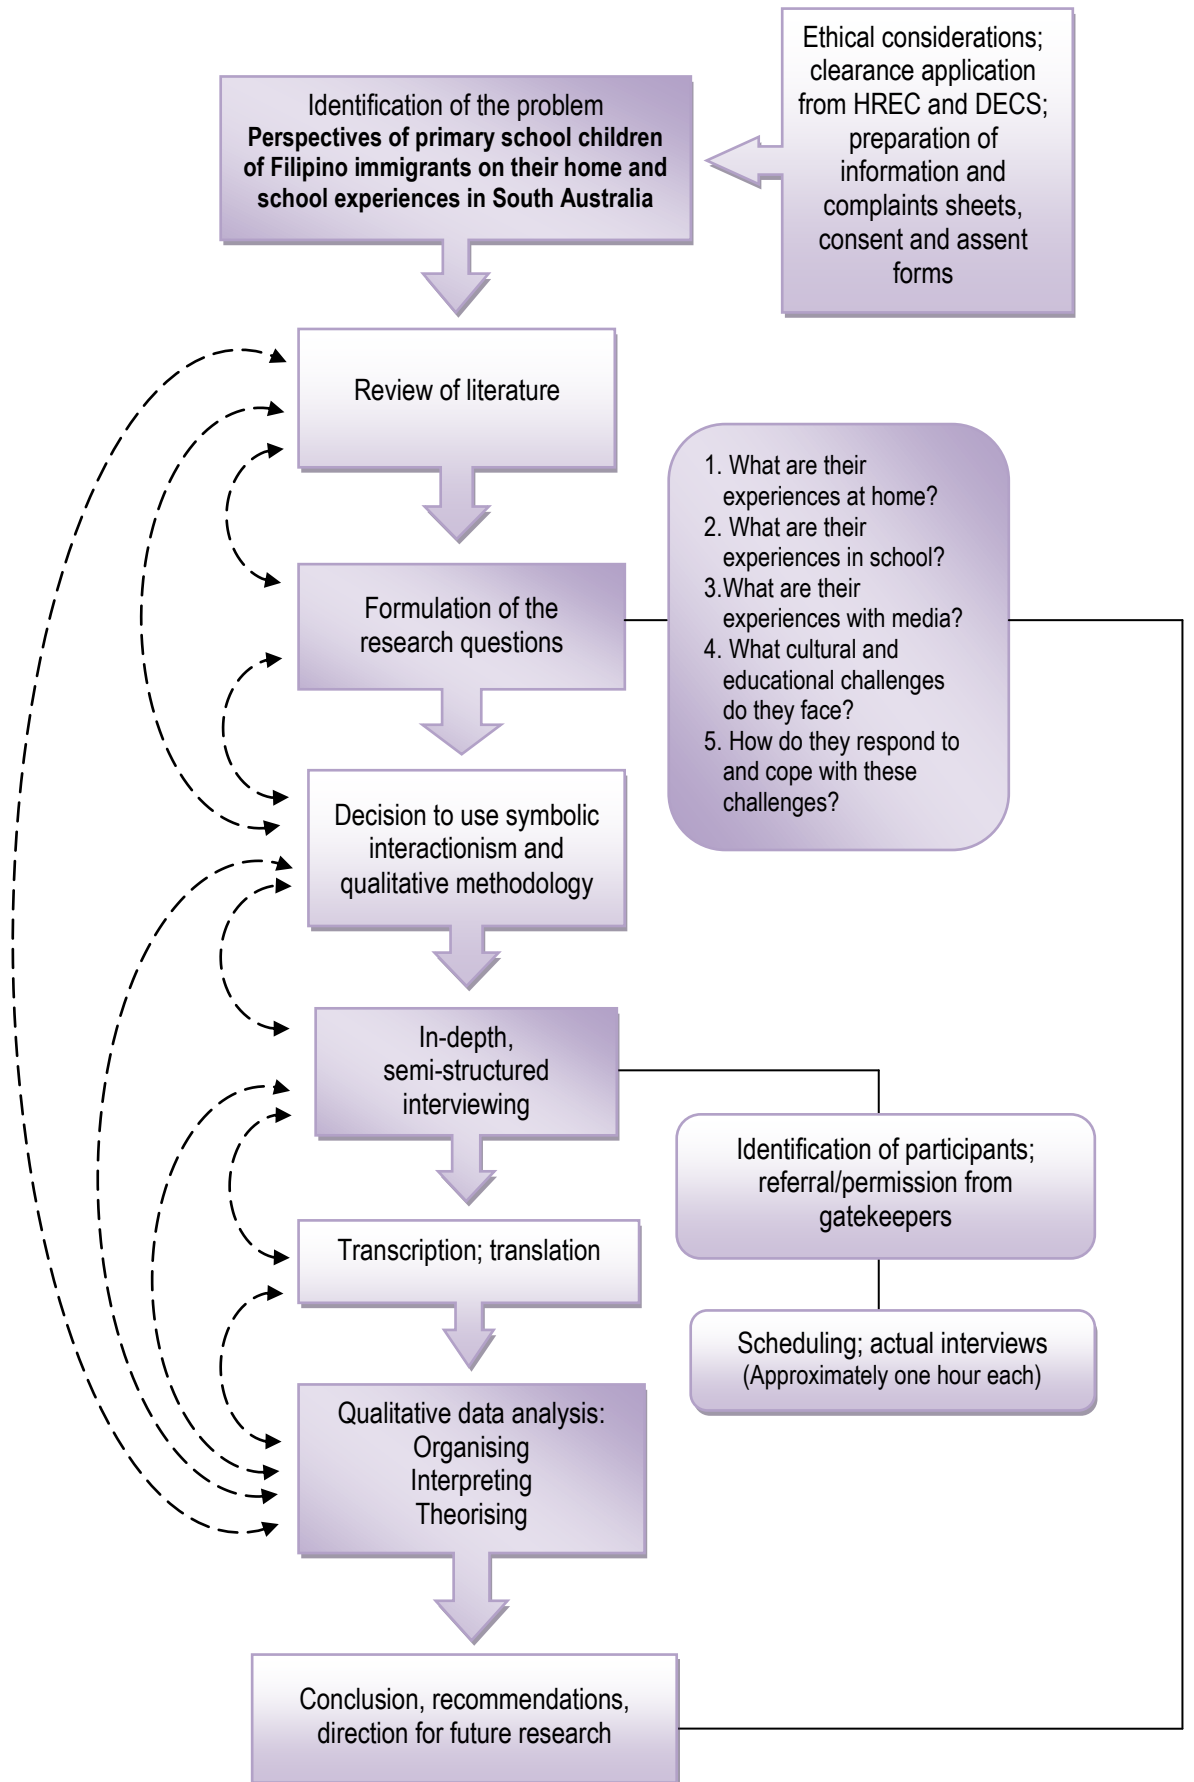 Ethical considerations;
clearance application
from HREC and DECS;
preparation of
information and
complaints sheets,
consent and assent
forms
Identification of the problem
Perspectives of primary school children
of Filipino immigrants on their home and
school experiences in South Australia
Review of literature
Formulation of the
research questions
1. What are their
experiences at home?
2. What are their
experiences in school?
3.What are their
experiences with media?
4. What cultural and
educational challenges
do they face?
5. How do they respond to
and cope with these
challenges?
Decision to use symbolic
interactionism and
qualitative methodology
In-depth,
semi-structured
interviewing
Identification of participants;
referral/permission from
gatekeepers
Scheduling; actual interviews
(Approximately one hour each)
Transcription; translation
Qualitative data analysis:
Organising
Interpreting
Theorising
Conclusion, recommendations,
direction for future research